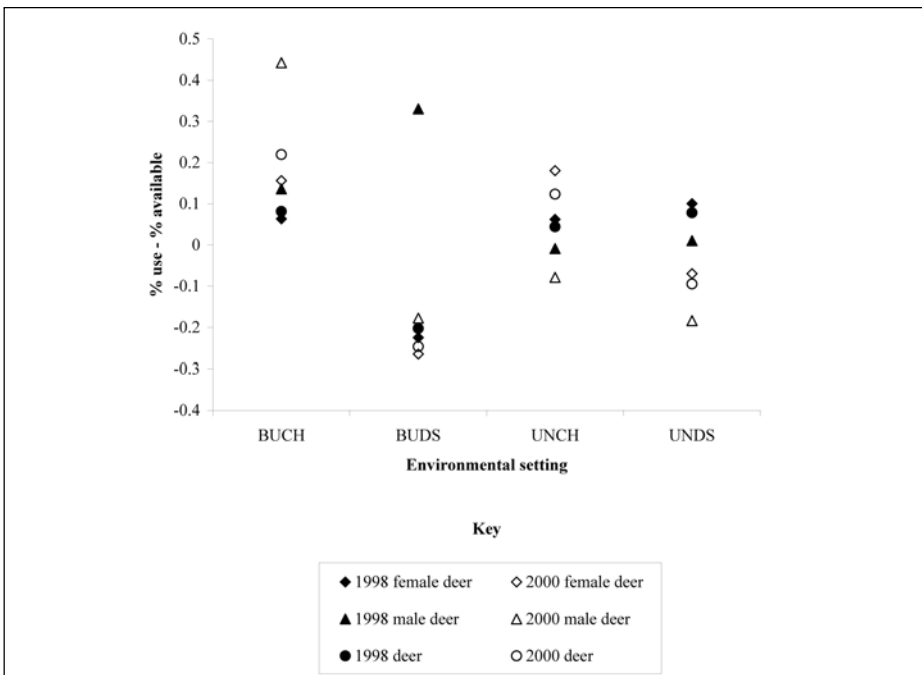 0.5
0.4
0.3
0.2
0.1
0
-0.1
-0.2
-0.3
-0.4
% use - % available
BUCH BUDS UNCH UNDS
Environmental setting
Key
1998 female deer 2000 female deer
1998 male deer 2000 male deer
1998 deer 2000 deer